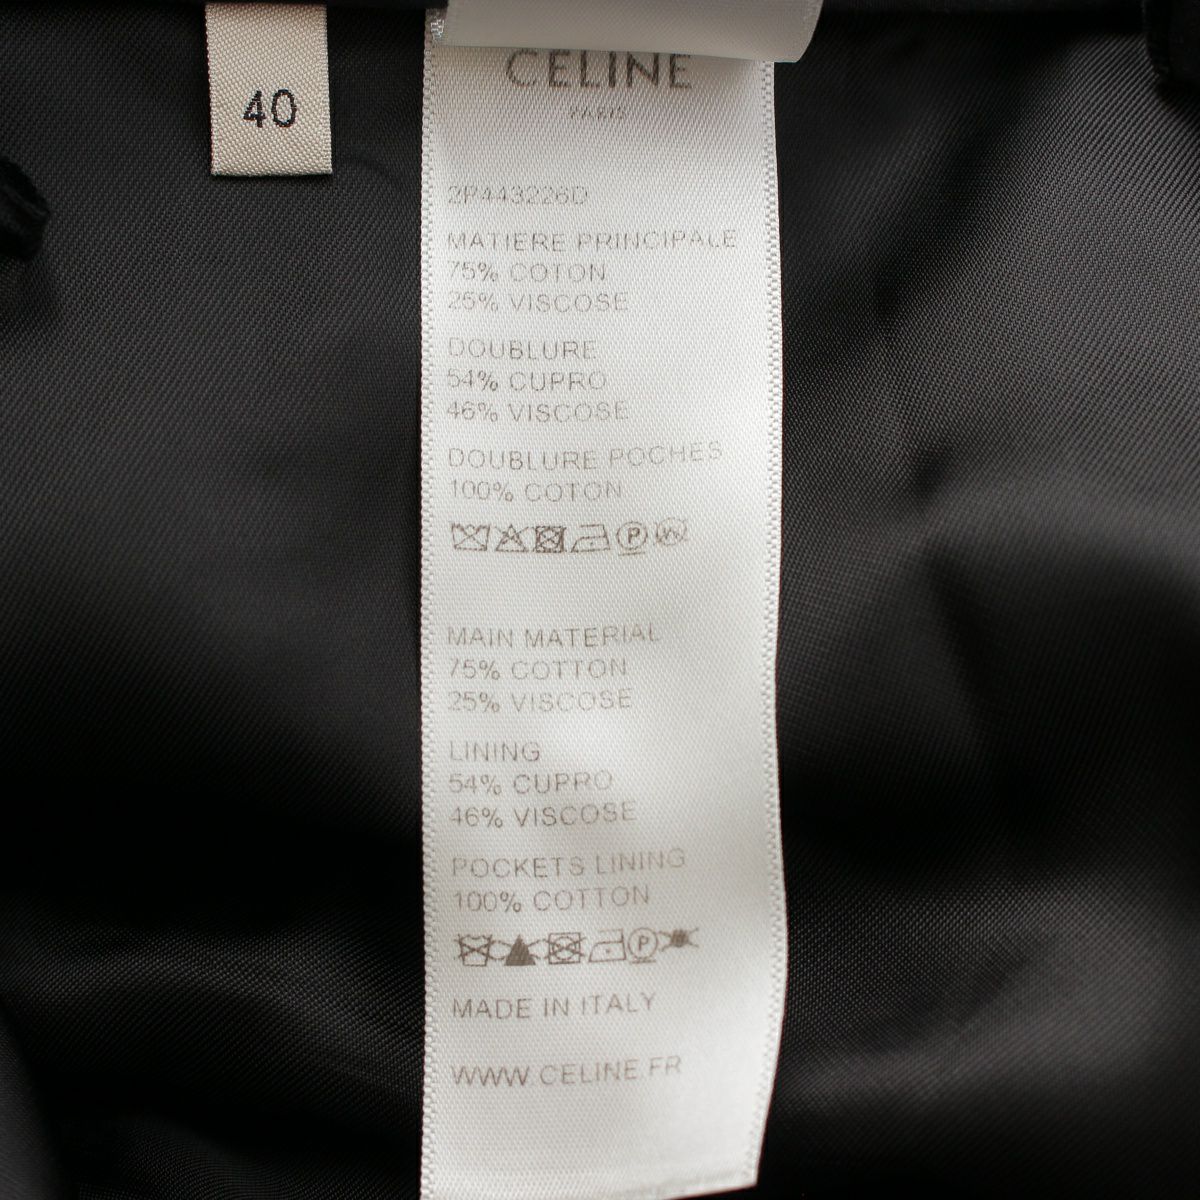 40
CELINE
PARIS
2P443226D
MATIERE PRINCIPALE
75% COTON
25% VISCOSE
DOUBLURE
54% CUPRO
46% VISCOSE
DOUBLURE POCHES
100% COTON
P W
MAIN MATERIAL
75% COTTON
25% VISCOSE
LINING
54% CUPRO
46% VISCOSE
POCKETS LINING
100% COTTON
P
MADE IN ITALY
WWW.CELINE.FR